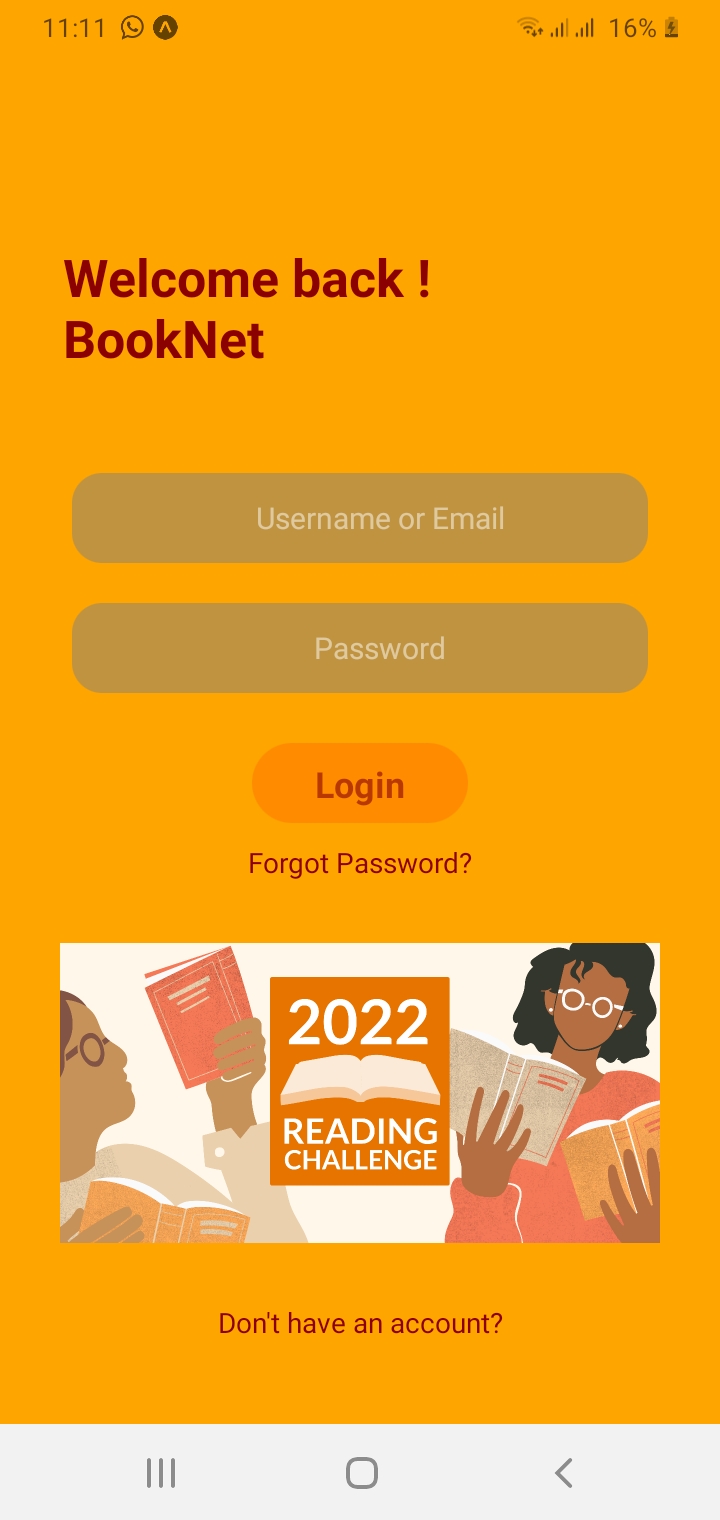 11:11
16%
Welcome back !
BookNet
Username or Email
Password
Login
Forgot Password?
2022
READING
CHALLENGE
Don't have an account?